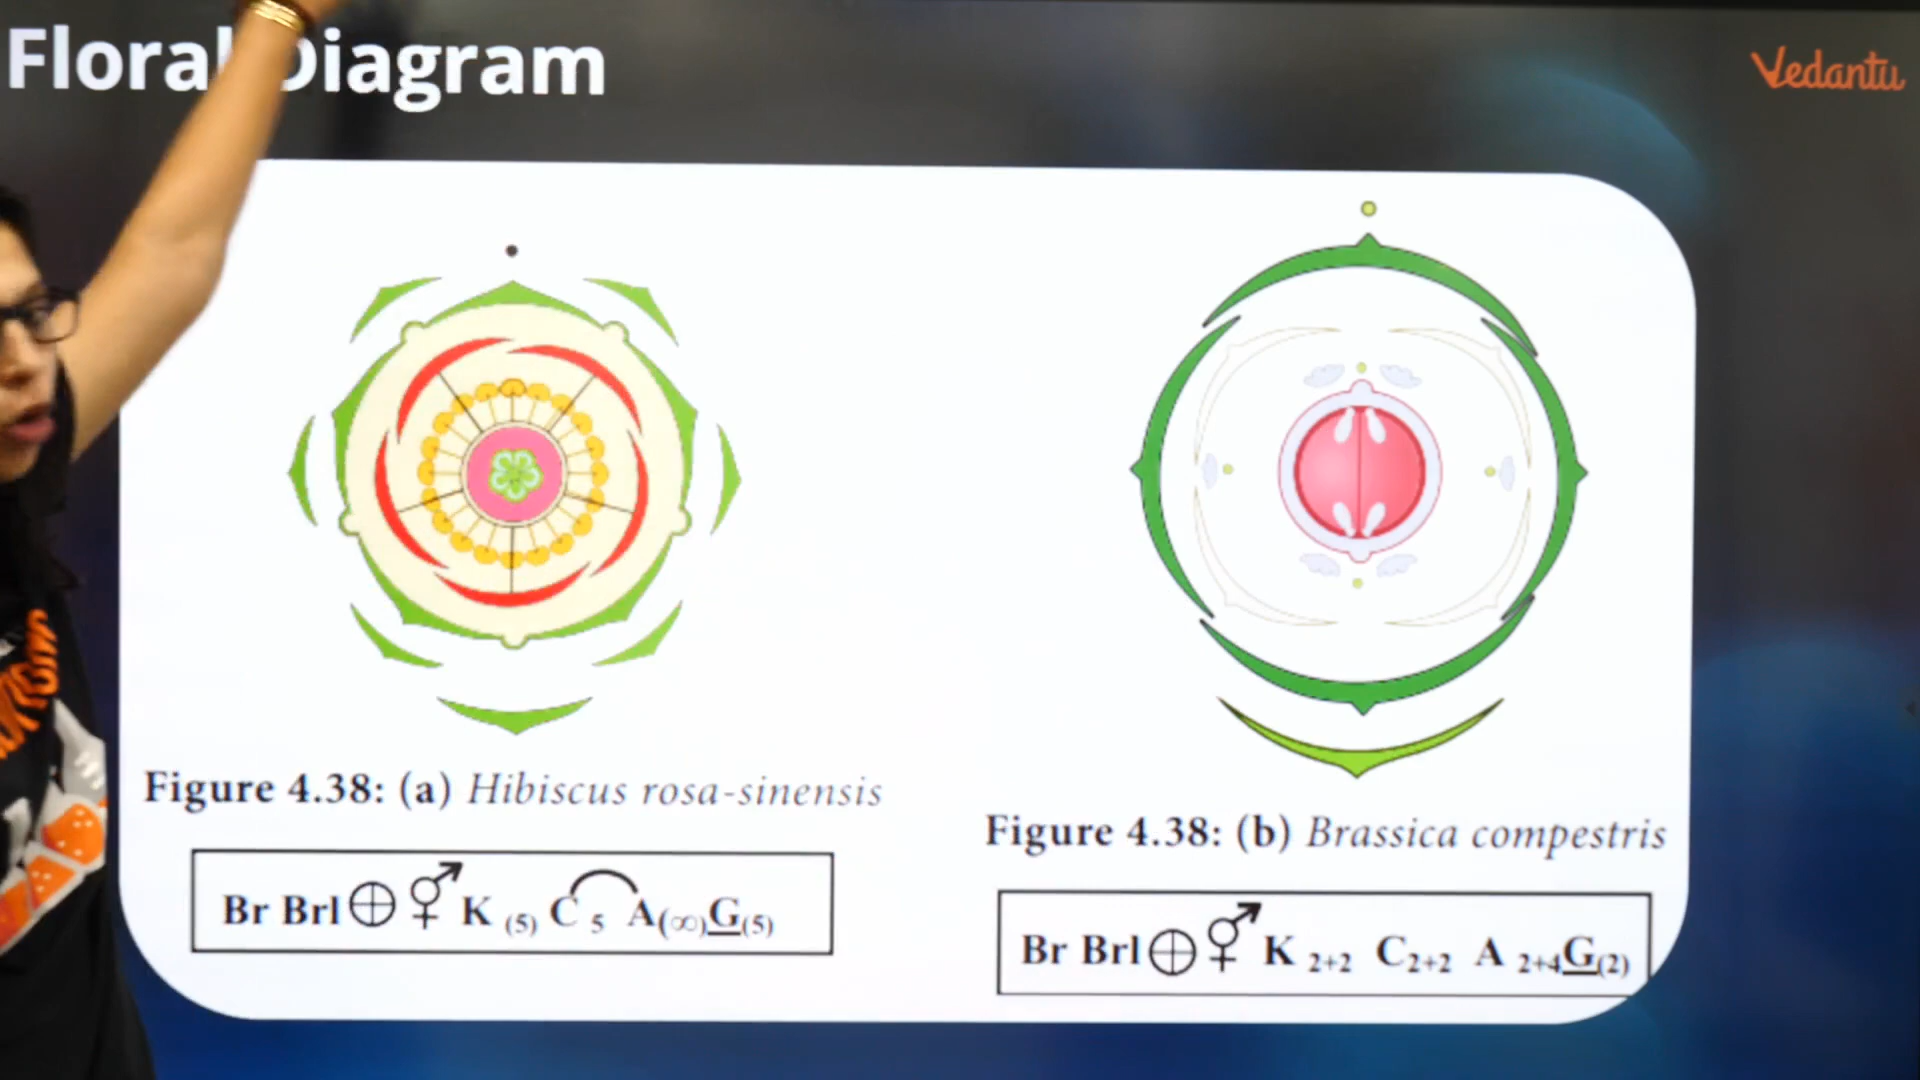 Floral Diagram
Vedantu
Figure 4.38: (a) Hibiscus rosa-sinensis
Br Brl ⊕ ⚥ K (5) C 5 A(∞)G(5)
Figure 4.38: (b) Brassica compestris
Br Brl ⊕ ⚥ K 2+2 C2+2 A 2+4G(2)